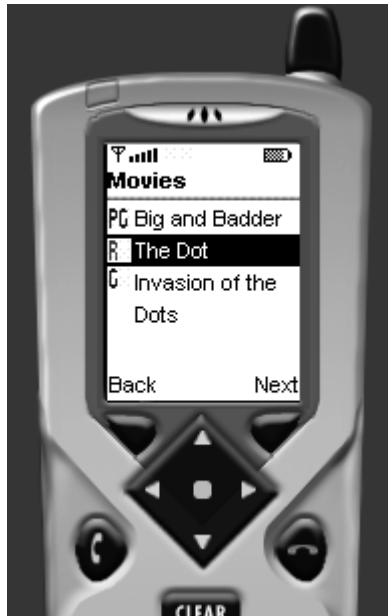 Movies
PG Big and Badder
R The Dot
G Invasion of the
Dots
Back Next
CLEAR